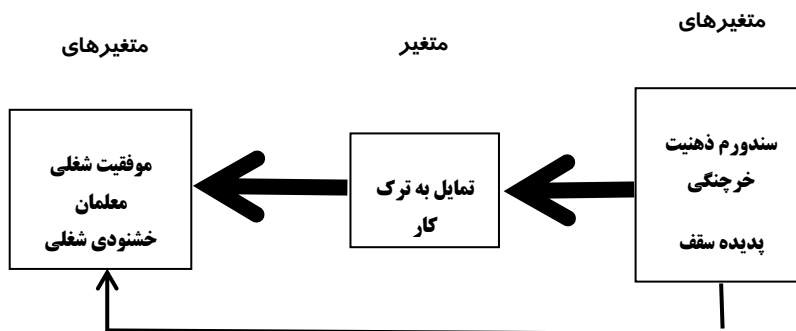 متغیرهای
متغیر
متغیرهای
سندورم ذهنیت
خرچنگی
پدیده سقف
تمایل به ترک
کار
موفقیت شغلی
معلمان
خشنودی شغلی